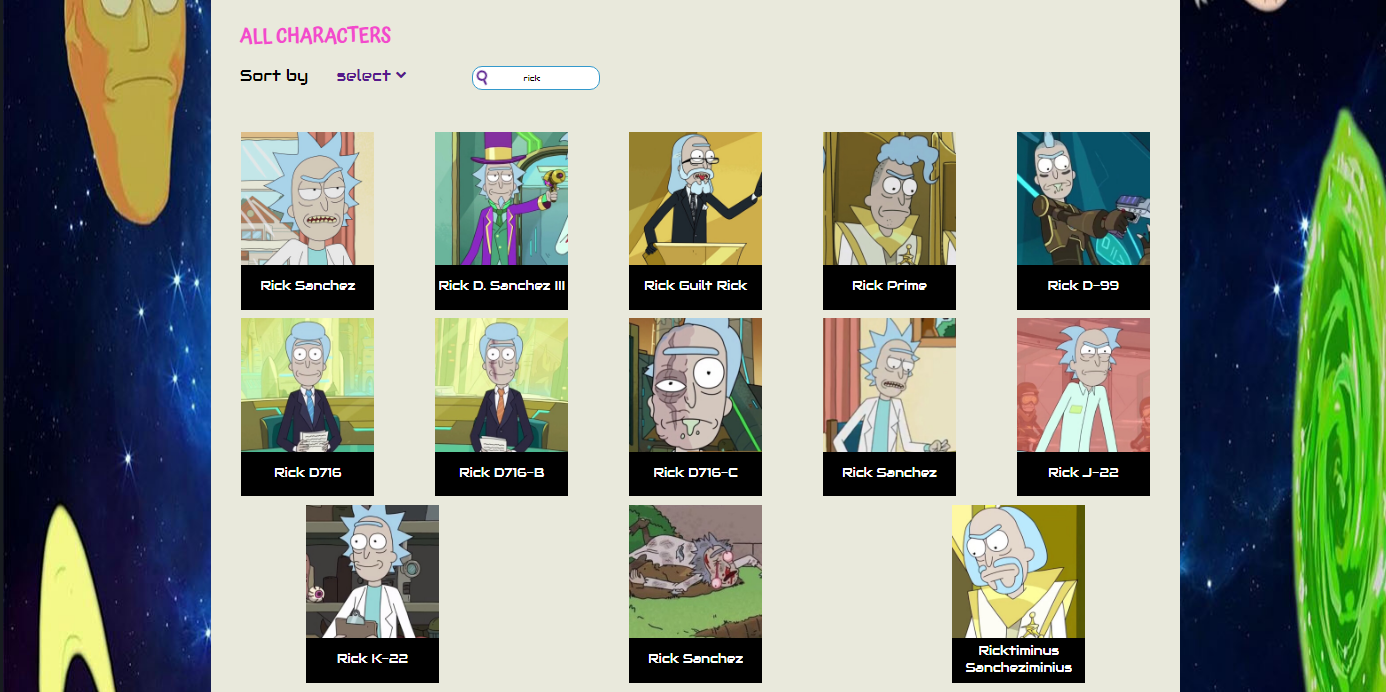 ALL CHARACTERS
Sort by select
rick
Rick Sanchez
Rick D. Sanchez III
Rick Guilt Rick
Rick Prime
Rick D-99
Rick D716
Rick D716-B
Rick D716-C
Rick Sanchez
Rick J-22
Rick K-22
Rick Sanchez
Ricktiminus
Sancheziminius